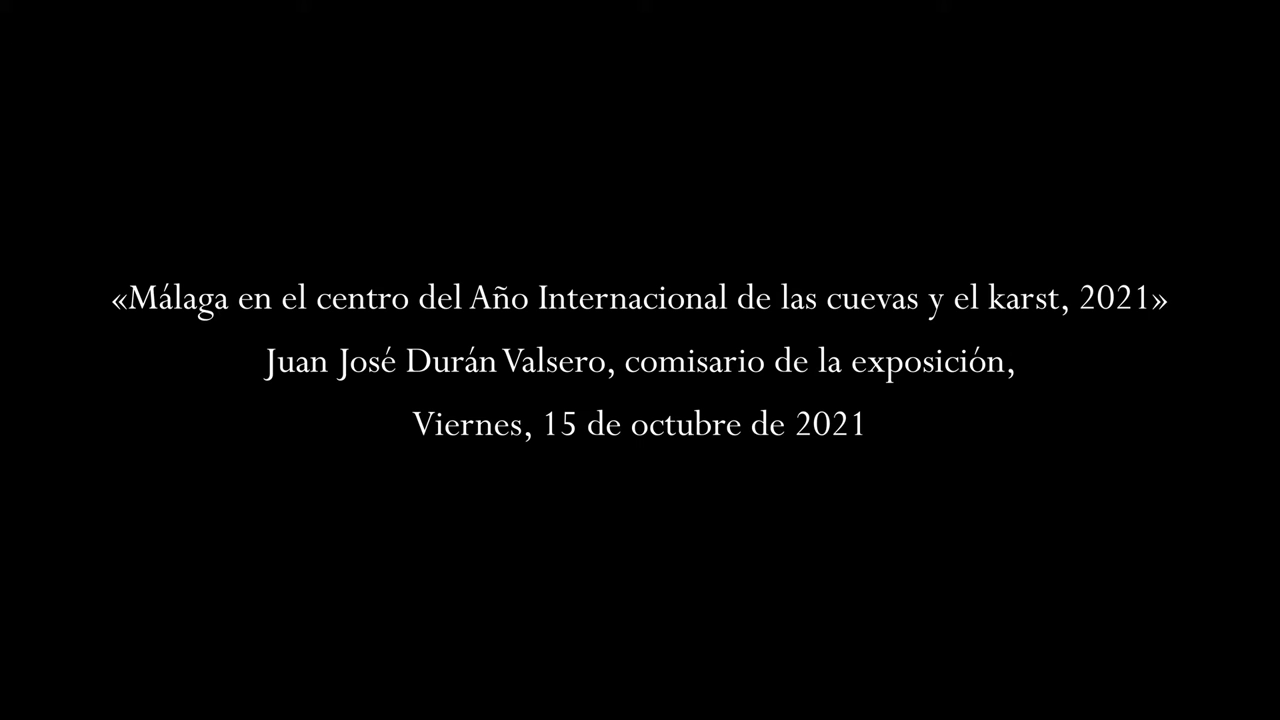 «Málaga en el centro del Año Internacional de las cuevas y el karst, 2021»
Juan José Durán Valsero, comisario de la exposición,
Viernes, 15 de octubre de 2021